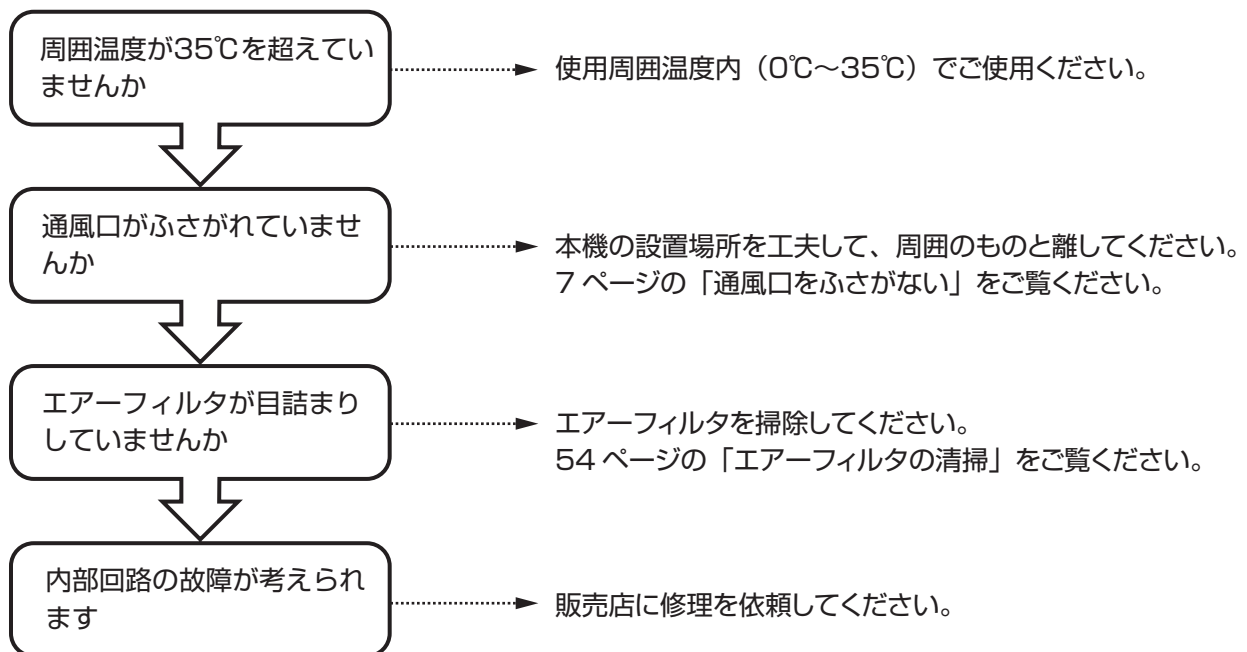 周囲温度が35℃を超えてい
ませんか
使用周囲温度内（0℃～35℃）でご使用ください。
通風口がふさがれていませ
んか
本機の設置場所を工夫して、周囲のものと離してください。
7 ページの「通風口をふさがない」をご覧ください。
エアーフィルタが目詰まり
していませんか
エアーフィルタを掃除してください。
54 ページの「エアーフィルタの清掃」をご覧ください。
内部回路の故障が考えられ
ます
販売店に修理を依頼してください。